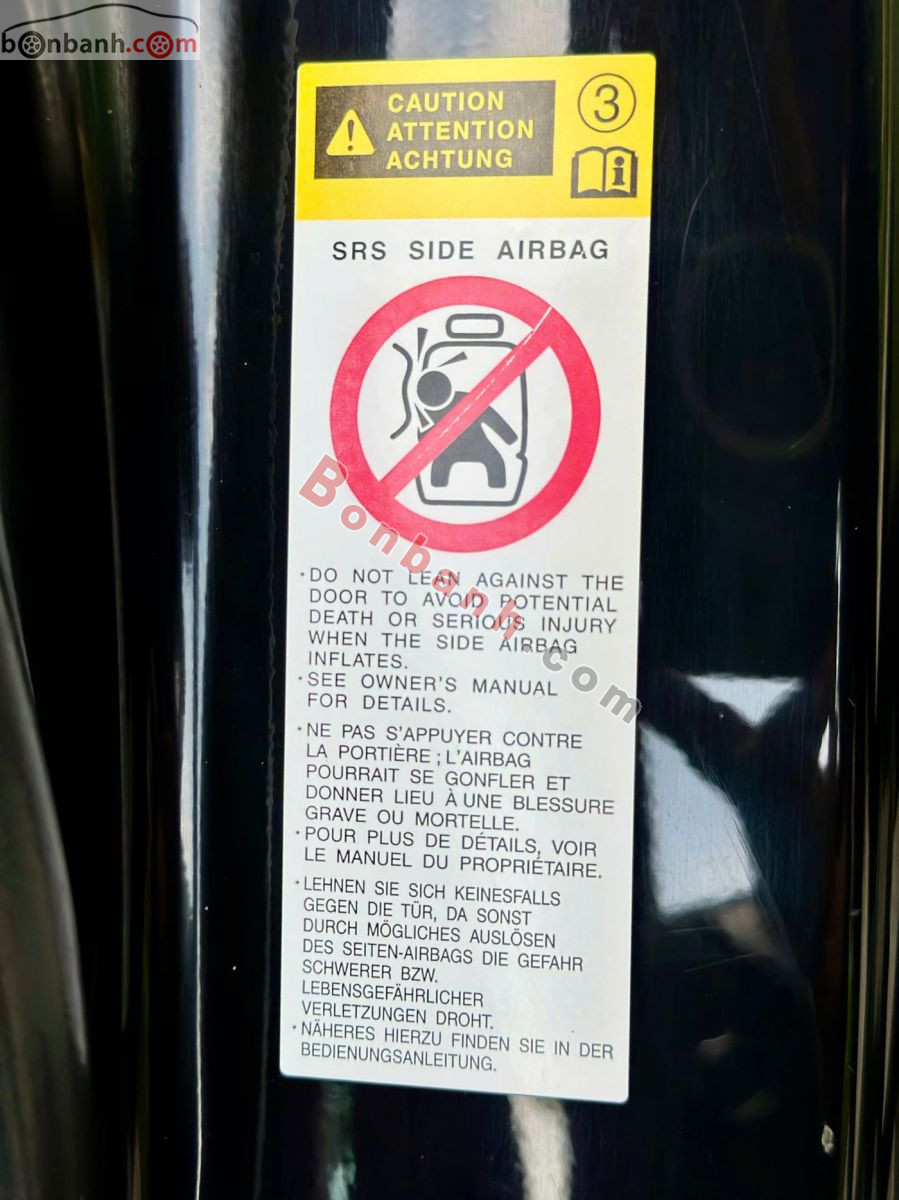 bonbanh.com
CAUTION
ATTENTION
ACHTUNG
3
i
SRS SIDE AIRBAG
Bonbanh.com
·DO NOT LEAN AGAINST THE
DOOR TO AVOID POTENTIAL
DEATH OR SERIOUS INJURY
WHEN THE SIDE AIRBAG
INFLATES.
·SEE OWNER'S MANUAL
FOR DETAILS.
·NE PAS S'APPUYER CONTRE
LA PORTIÈRE ; L'AIRBAG
POURRAIT SE GONFLER ET
DONNER LIEU À UNE BLESSURE
GRAVE OU MORTELLE.
·POUR PLUS DE DÉTAILS, VOIR
LE MANUEL DU PROPRIÉTAIRE.
·LEHNEN SIE SICH KEINESFALLS
GEGEN DIE TÜR, DA SONST
DURCH MÖGLICHES AUSLÖSEN
DES SEITEN-AIRBAGS DIE GEFAHR
SCHWERER BZW.
LEBENSGEFÄHRLICHER
VERLETZUNGEN DROHT.
·NÄHERES HIERZU FINDEN SIE IN DER
BEDIENUNGSANLEITUNG.